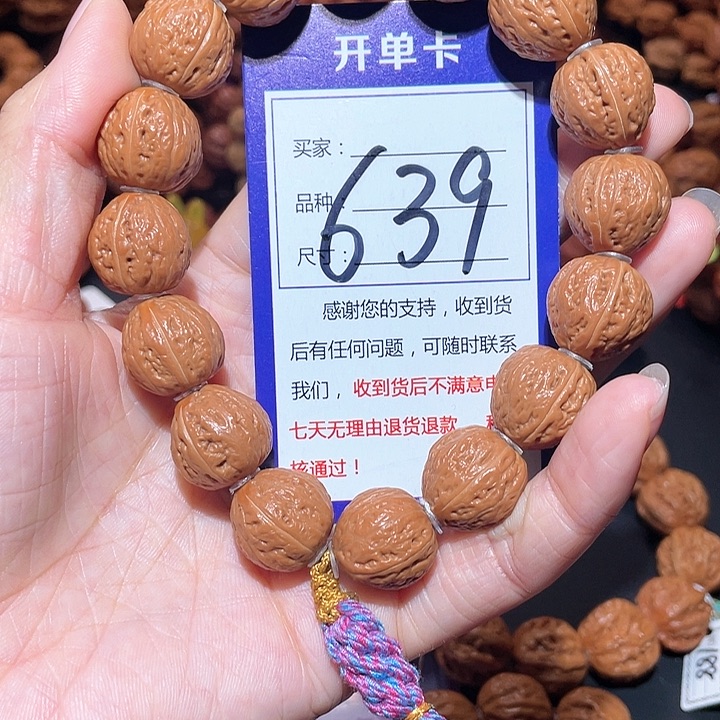 开单卡
买家：
品种：
尺寸：
639
感谢您的支持，收到货
后有任何问题，可随时联系
我们，收到货后不满意
七天无理由退货退款
核通过！